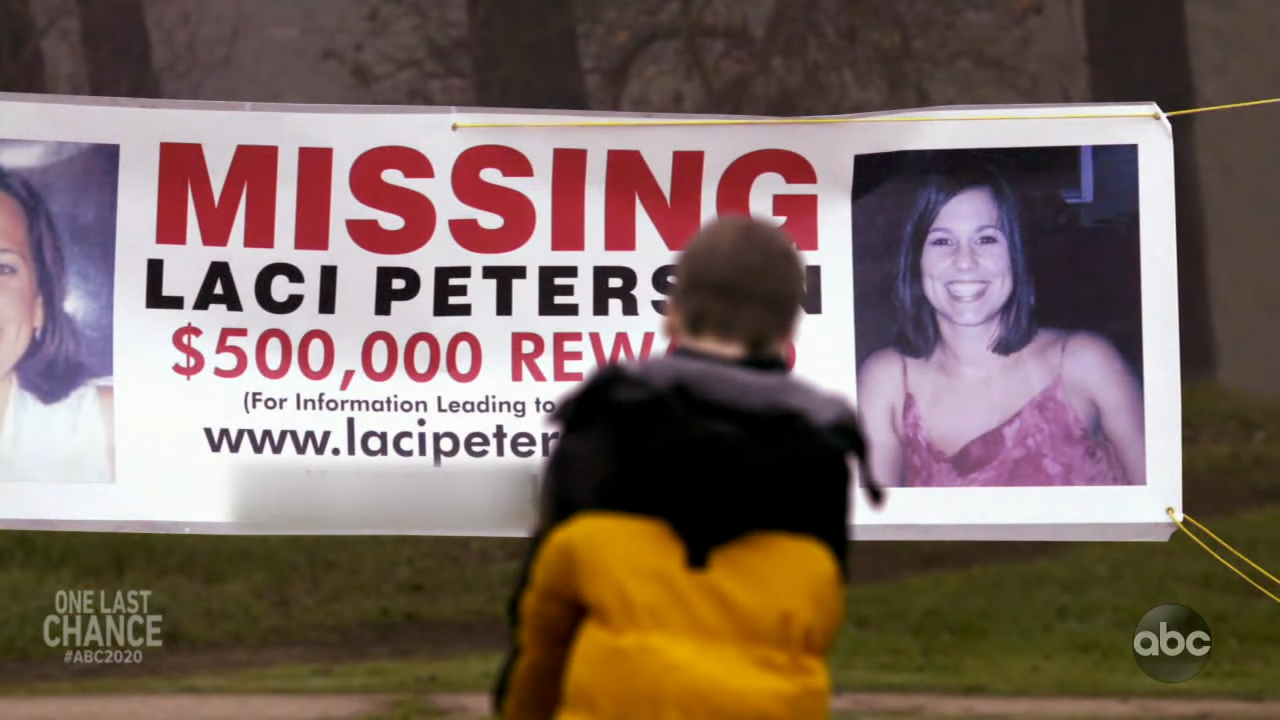 MISSING
LACI PETERS
$500,000 REW
(For Information Leading to
www.lacipeter
ONE LAST
CHANCE
#ABC2020
abc